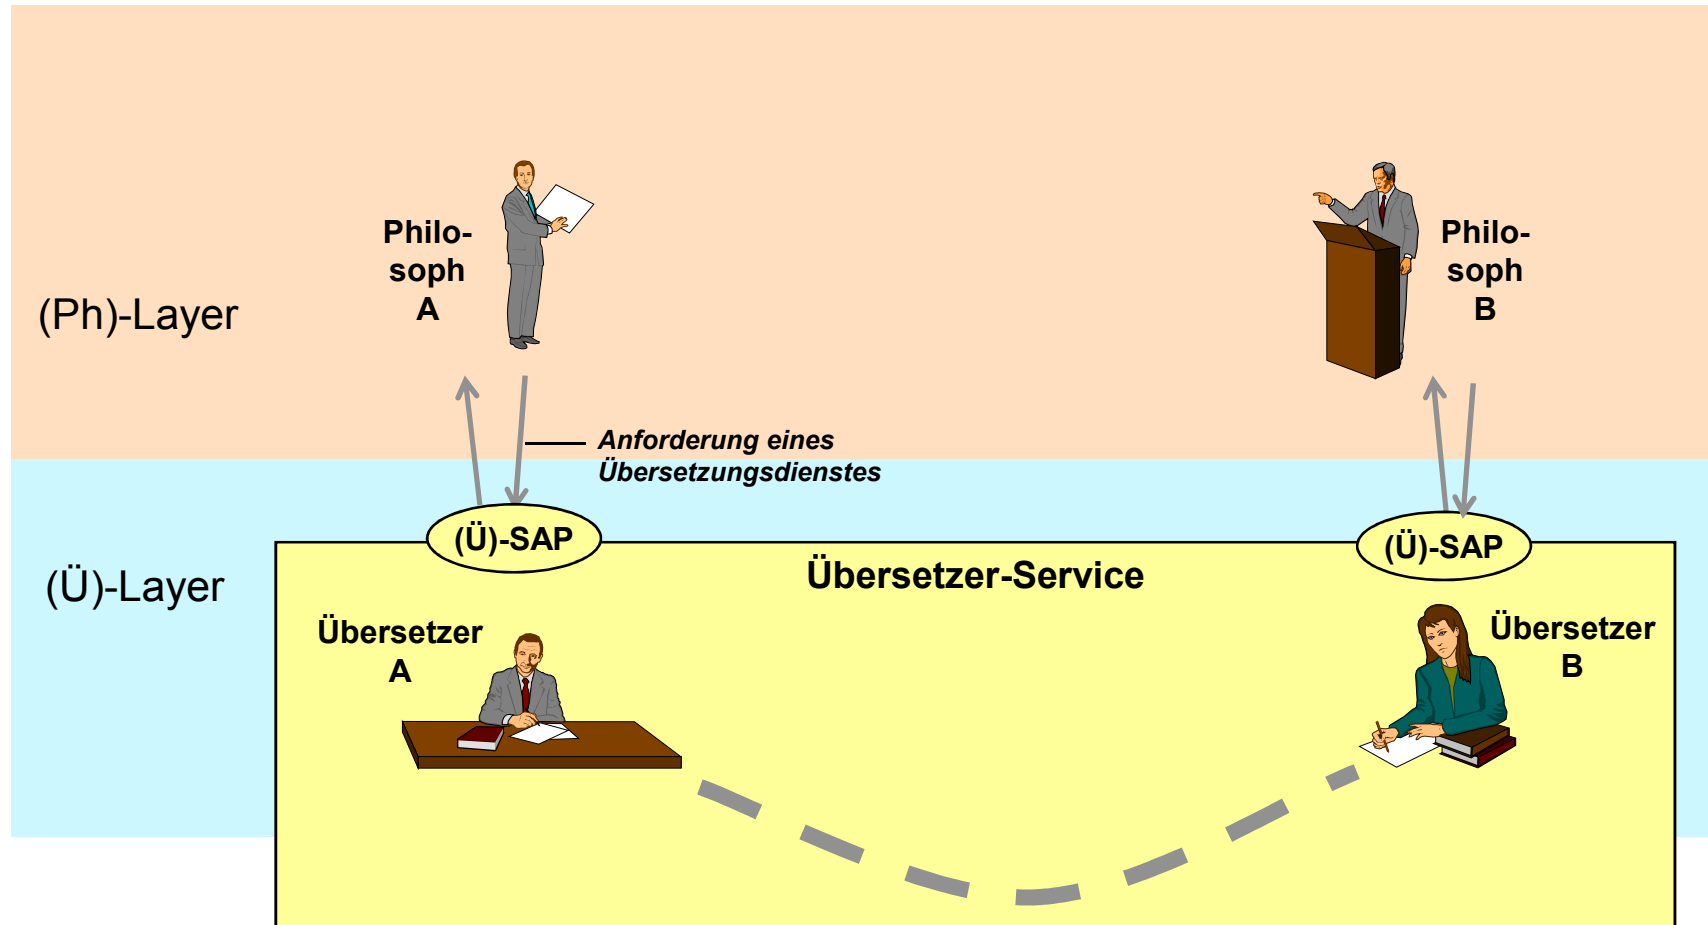 Philo-
soph
A
Philo-
soph
B
(Ph)-Layer
Anforderung eines
Übersetzungsdienstes
(Ü)-SAP
(Ü)-SAP
Übersetzer-Service
(Ü)-Layer
Übersetzer
A
Übersetzer
B